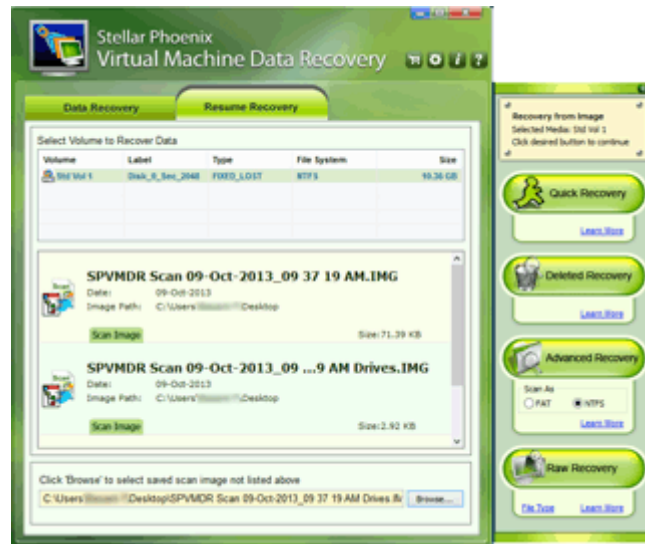 Stellar Phoenix
Virtual Machine Data Recovery
Data Recovery
Resume Recovery
Select Volume to Recover Data
Volume Label Type File System Size
Std Vol 1 Disk_0_Sec_2048 FIXED_LOST NTFS 10.36 GB
SPVMDR Scan 09-Oct-2013_09 37 19 AM.IMG
Date: 09-Oct-2013
Image Path: C:\Users\ \Desktop
Scan Image Size:71.39 KB
SPVMDR Scan 09-Oct-2013_09 ...9 AM Drives.IMG
Date: 09-Oct-2013
Image Path: C:\Users\ \Desktop
Scan Image Size:2.92 KB
Click 'Browse' to select saved scan image not listed above
C:\Users\ \Desktop\SPVMDR Scan 09-Oct-2013_09 37 19 AM Drives.
Browse...
Recovery from Image
Selected Media: Std Vol 1
Click desired button to continue
Quick Recovery
Learn More
Deleted Recovery
Learn More
Advanced Recovery
Scan As
FAT NTFS
Learn More
Raw Recovery
File Type Learn More